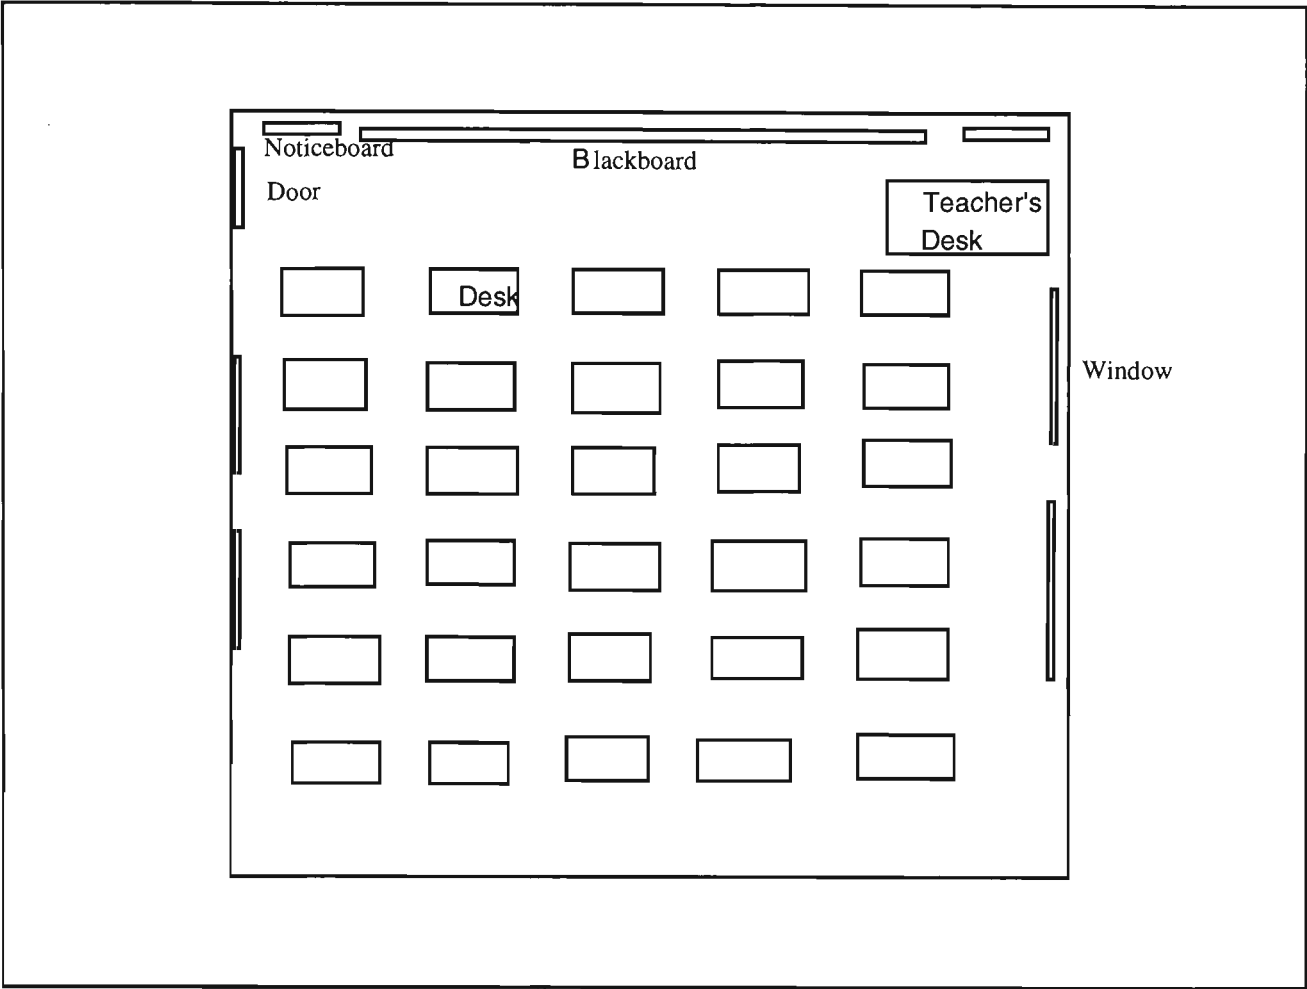 Noticeboard
Blackboard
Door
Teacher's
Desk
Desk
Window